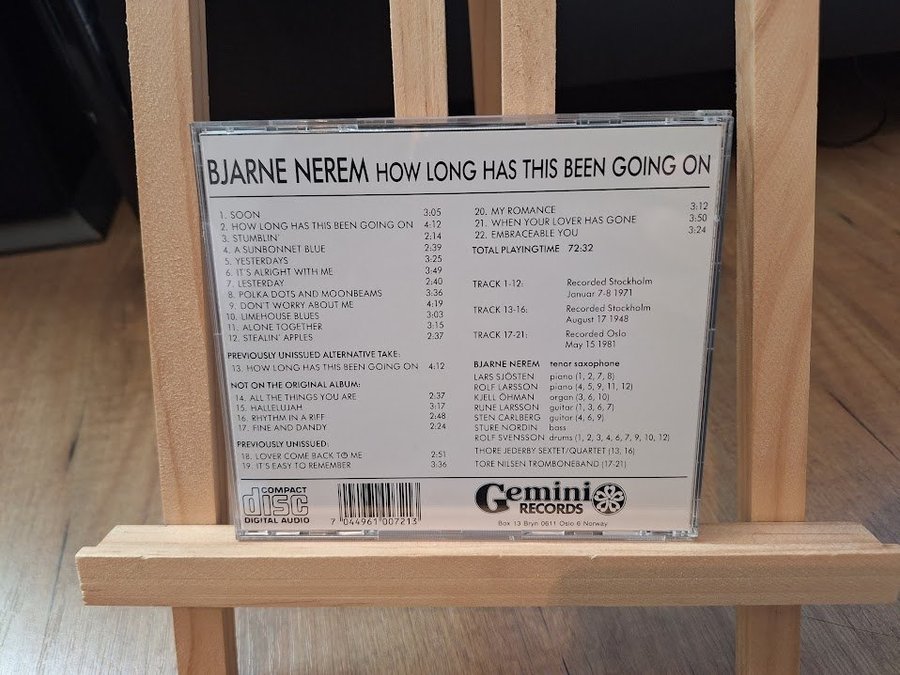 BJARNE NEREM HOW LONG HAS THIS BEEN GOING ON
1. SOON 3:05
2. HOW LONG HAS THIS BEEN GOING ON 4:12
3. STUMBLIN' 2:14
4. A SUNBONNET BLUE 2:39
5. YESTERDAYS 3:25
6. IT'S ALRIGHT WITH ME 3:49
7. LESTERDAY 2:40
8. POLKA DOTS AND MOONBEAMS 3:36
9. DON'T WORRY ABOUT ME 4:19
10. LIMEHOUSE BLUES 3:03
11. ALONE TOGETHER 3:15
12. STEALIN' APPLES 2:37
PREVIOUSLY UNISSUED ALTERNATIVE TAKE:
13. HOW LONG HAS THIS BEEN GOING ON 4:12
NOT ON THE ORIGINAL ALBUM:
14. ALL THE THINGS YOU ARE 2:37
15. HALLELUJAH 3:17
16. RHYTHM IN A RIFF 2:48
17. FINE AND DANDY 2:24
PREVIOUSLY UNISSUED:
18. LOVER COME BACK TO ME 2:51
19. IT'S EASY TO REMEMBER 3:36
20. MY ROMANCE 3:12
21. WHEN YOUR LOVER HAS GONE 3:50
22. EMBRACEABLE YOU 3:24
TOTAL PLAYINGTIME 72:32
TRACK 1-12: Recorded Stockholm
Januar 7-8 1971
TRACK 13-16: Recorded Stockholm
August 17 1948
TRACK 17-21: Recorded Oslo
May 15 1981
BJARNE NEREM tenor saxophone
LARS SJÖSTEN piano (1, 2, 7, 8)
ROLF LARSSON piano (4, 5, 9, 11, 12)
KJELL ÖHMAN organ (3, 6, 10)
RUNE LARSSON guitar (1, 3, 6, 7)
STEN CARLBERG guitar (4, 6, 9)
STURE NORDIN bass
ROLF SVENSSON drums (1, 2, 3, 4, 6, 7, 9, 10, 12)
THORE JEDERBY SEXTET/QUARTET (13, 16)
TORE NILSEN TROMBONEBAND (17-21)
COMPACT
disc
DIGITAL AUDIO
7 044961 007213
Gemini
RECORDS
Box 13 Bryn 0611 Oslo 6 Norway